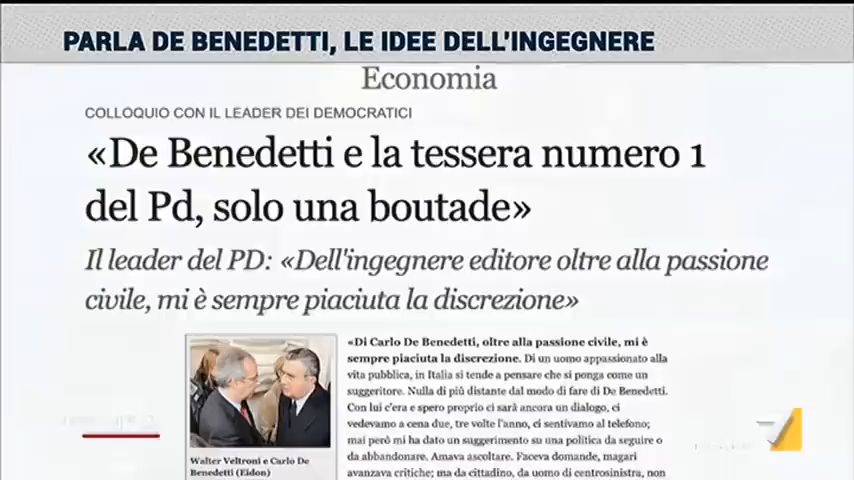 PARLA DE BENEDETTI, LE IDEE DELL'INGEGNERE
Economia
COLLOQUIO CON IL LEADER DEI DEMOCRATICI
«De Benedetti e la tessera numero 1
del Pd, solo una boutade»
Il leader del PD: «Dell'ingegnere editore oltre alla passione
civile, mi è sempre piaciuta la discrezione»
«Di Carlo De Benedetti, oltre alla passione civile, mi è
sempre piaciuta la discrezione. Di un uomo appassionato alla
vita pubblica, in Italia si tende a pensare che si ponga come un
suggeritore. Nulla di più distante dal modo di fare di De Benedetti.
Con lui c'era e spero proprio ci sarà ancora un dialogo, ci
vedevamo a cena due, tre volte l'anno, ci sentivamo al telefono;
mai però mi ha dato un suggerimento su una politica da seguire o
da abbandonare. Amava ascoltare. Faceva domande, magari
avanzava critiche; ma da cittadino, da uomo di centrosinistra, non
Walter Veltroni e Carlo De
Benedetti (Eidon)